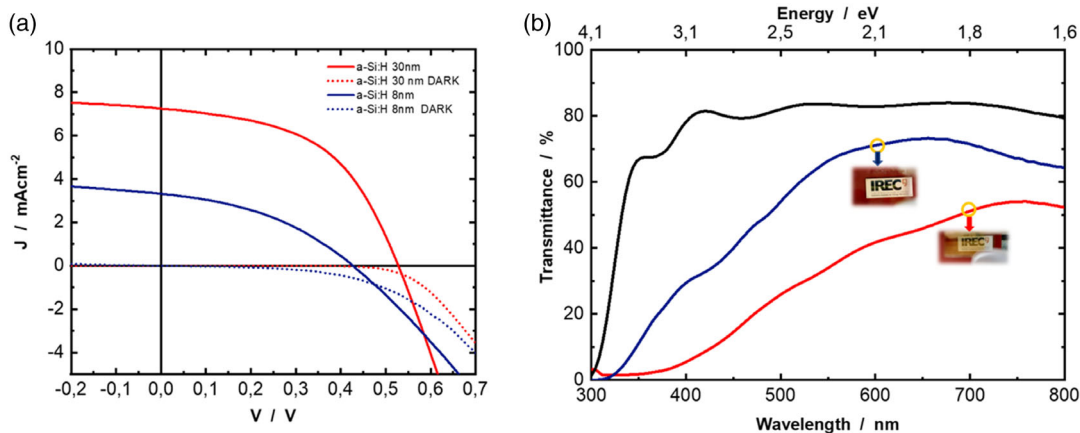 (a)
a-Si:H 30nm
a-Si:H 30 nm DARK
a-Si:H 8nm
a-Si:H 8nm DARK
J / mAcm-2
8
6
4
2
0
-2
-4
-0,2 -0,1 0,0 0,1 0,2 0,3 0,4 0,5 0,6 0,7
V / V
(b)
Energy / eV
4,1 3,1 2,5 2,1 1,8 1,6
Transmittance / %
100
80
60
40
20
0
IREC
IREC
300 400 500 600 700 800
Wavelength / nm